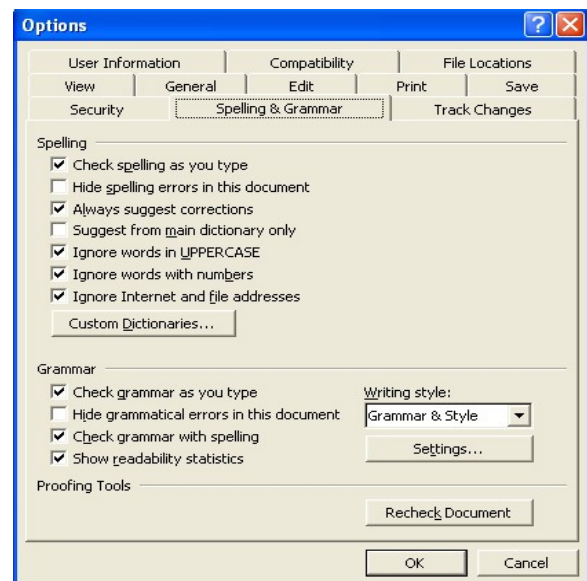 Options
User Information Compatibility File Locations
View General Edit Print Save
Security Spelling & Grammar Track Changes
Spelling
Check spelling as you type
Hide spelling errors in this document
Always suggest corrections
Suggest from main dictionary only
Ignore words in UPPERCASE
Ignore words with numbers
Ignore Internet and file addresses
Custom Dictionaries...
Grammar
Check grammar as you type Writing style:
Hide grammatical errors in this document Grammar & Style
Check grammar with spelling
Show readability statistics Settings...
Proofing Tools
Recheck Document
OK Cancel